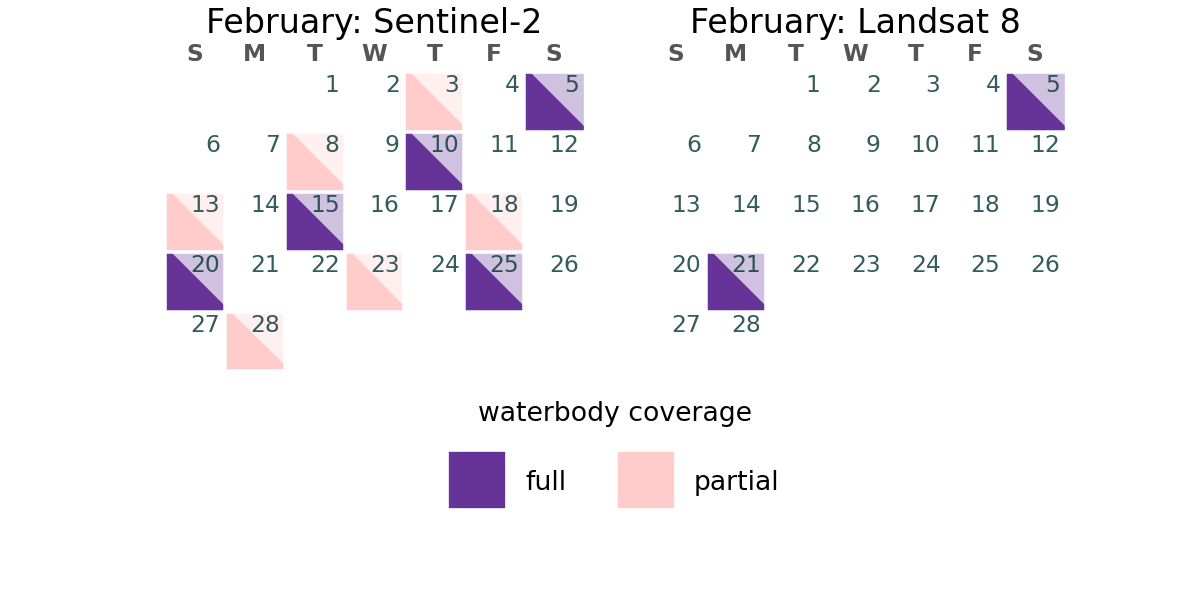 February: Sentinel-2
S M T W T F S
1 2 3 4 5
6 7 8 9 10 11 12
13 14 15 16 17 18 19
20 21 22 23 24 25 26
27 28
February: Landsat 8
S M T W T F S
1 2 3 4 5
6 7 8 9 10 11 12
13 14 15 16 17 18 19
20 21 22 23 24 25 26
27 28
waterbody coverage
full partial